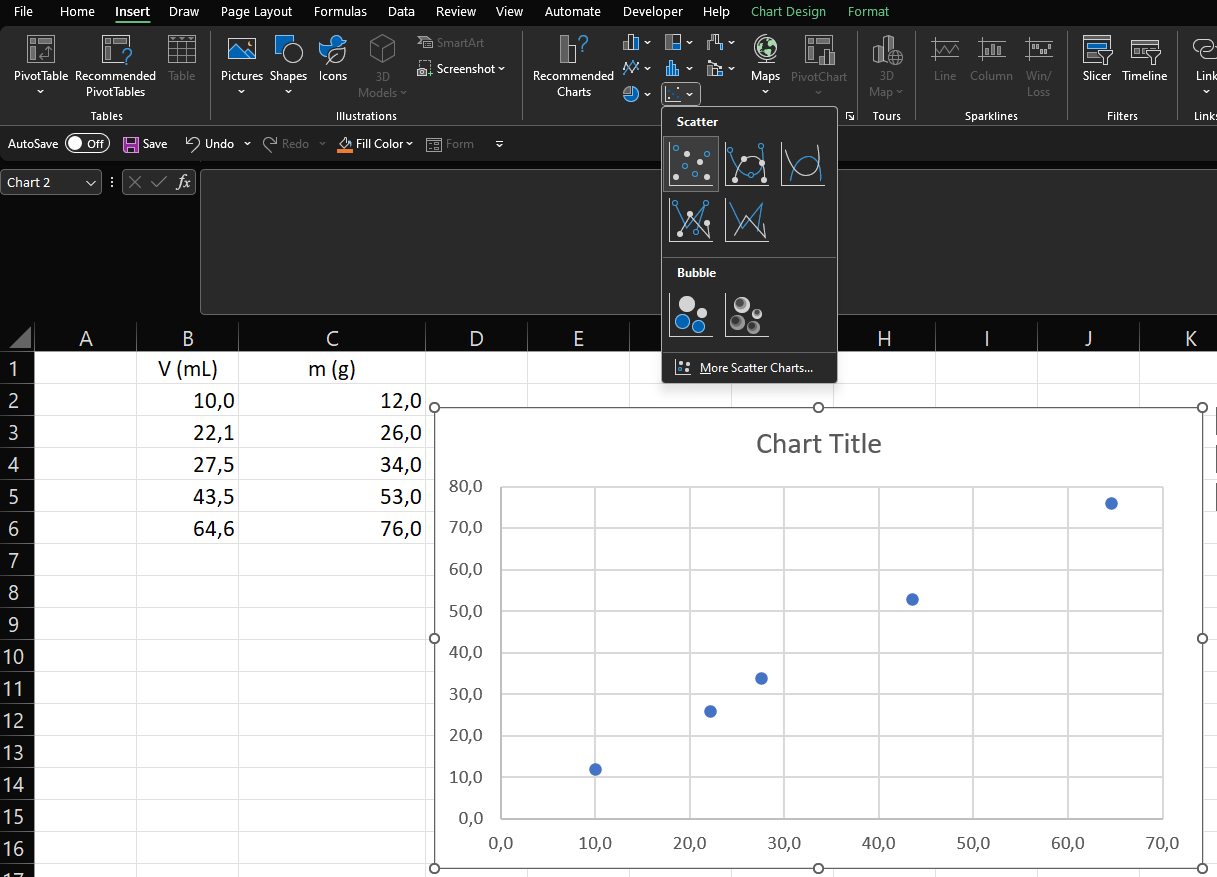 File Home Insert Draw Page Layout Formulas Data Review View Automate Developer Help Chart Design Format
PivotTable Recommended PivotTables Table
Tables
Pictures Shapes Icons 3D Models SmartArt Screenshot
Illustrations
Recommended Charts
Maps PivotChart
3D Map
Tours
Line Column Win/Loss
Sparklines
Slicer Timeline
Filters
Link
Links
AutoSave Off Save Undo Redo Fill Color Form
Chart 2 fx
Scatter
Bubble
More Scatter Charts...
A B C D E H I J K
1 V (mL) m (g)
2 10,0 12,0
3 22,1 26,0
4 27,5 34,0
5 43,5 53,0
6 64,6 76,0
7
8
9
10
11
12
13
14
15
16
17
Chart Title
80,0
70,0
60,0
50,0
40,0
30,0
20,0
10,0
0,0
0,0 10,0 20,0 30,0 40,0 50,0 60,0 70,0